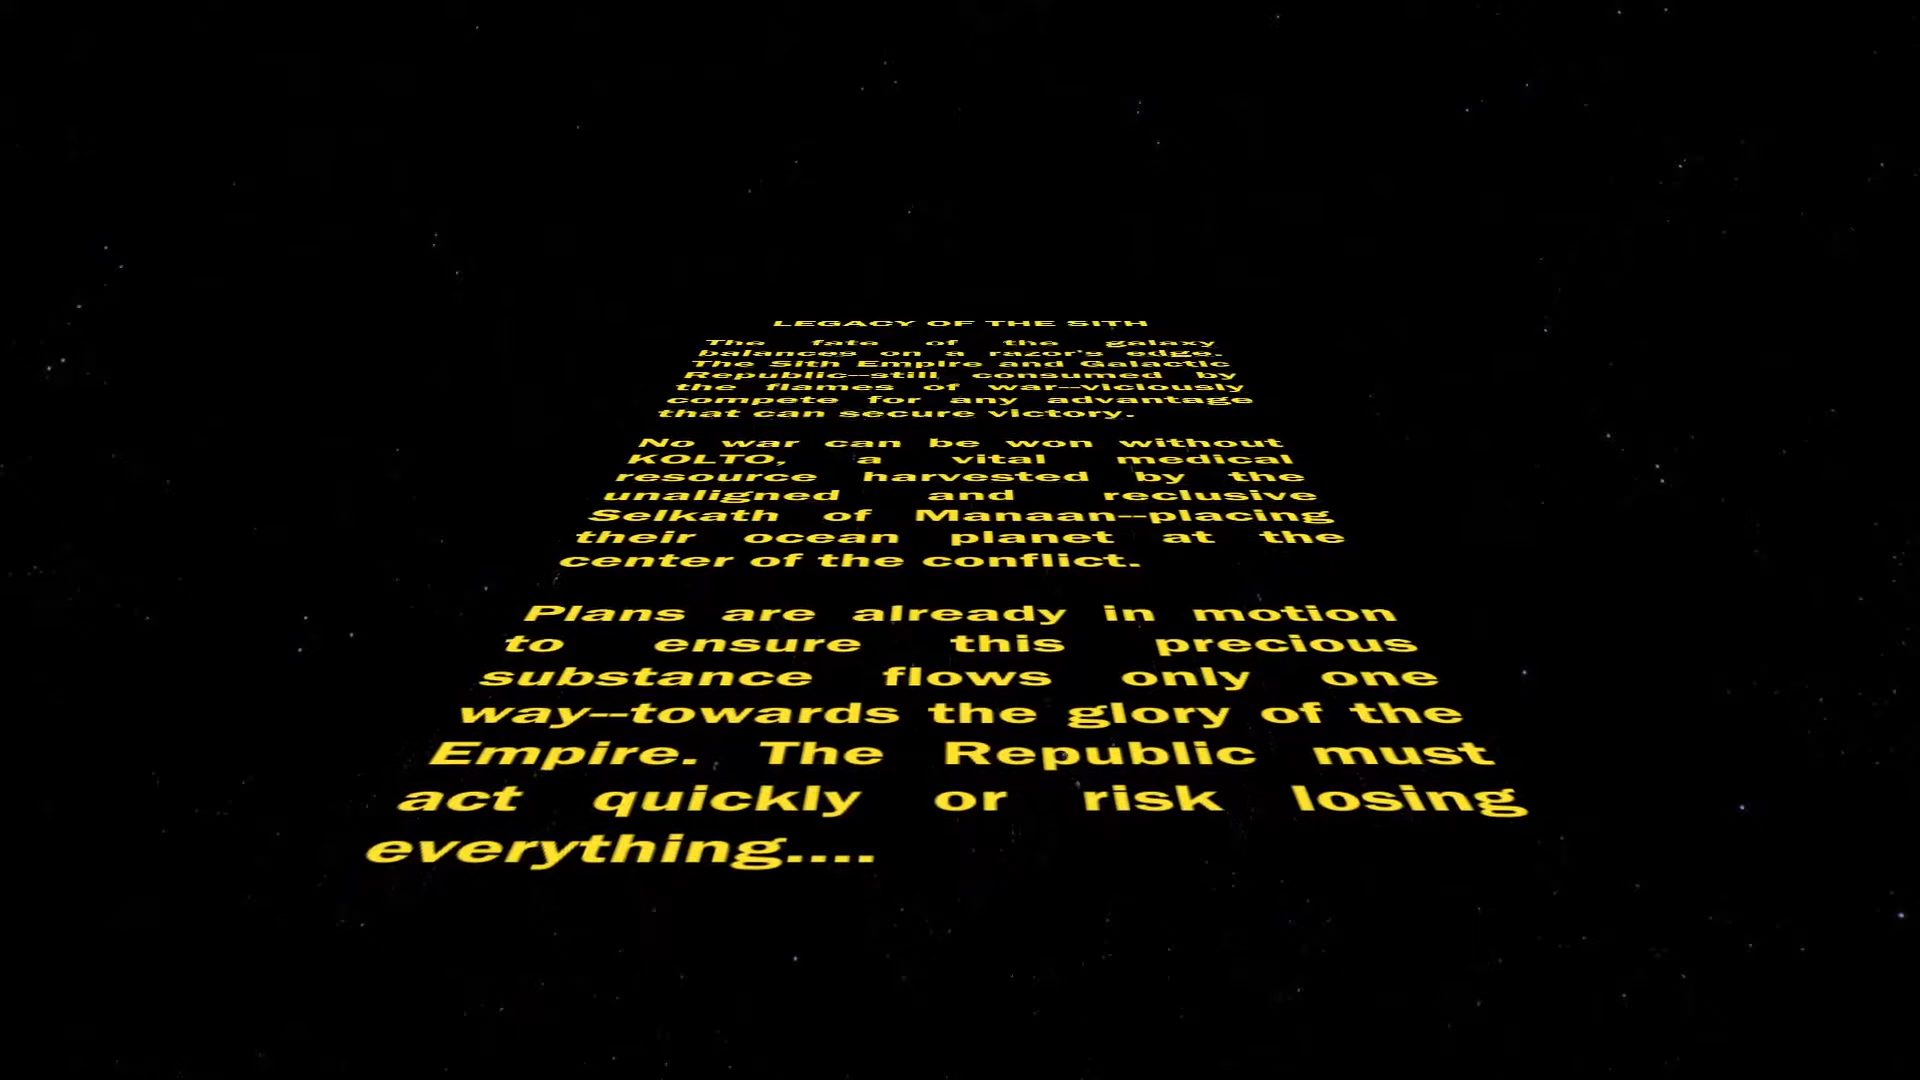 LEGACY OF THE SITH
The fate of the galaxy
balances on a razor's edge.
The Sith Empire and Galactic
Republic--still consumed by
the flames of war--viciously
compete for any advantage
that can secure victory.
No war can be won without
KOLTO, a vital medical
resource harvested by the
unaligned and reclusive
Selkath of Manaan--placing
their ocean planet at the
center of the conflict.
Plans are already in motion
to ensure this precious
substance flows only one
way--towards the glory of the
Empire. The Republic must
act quickly or risk losing
everything....